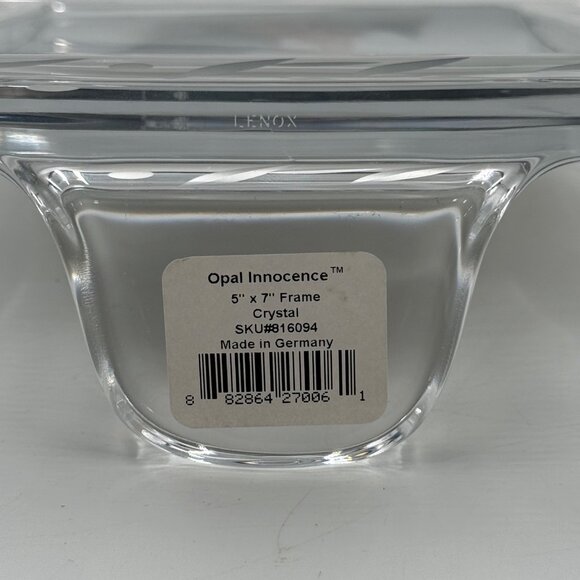 LENOX
Opal Innocence™
5" x 7" Frame
Crystal
SKU#816094
Made in Germany
8 82864 27006 1